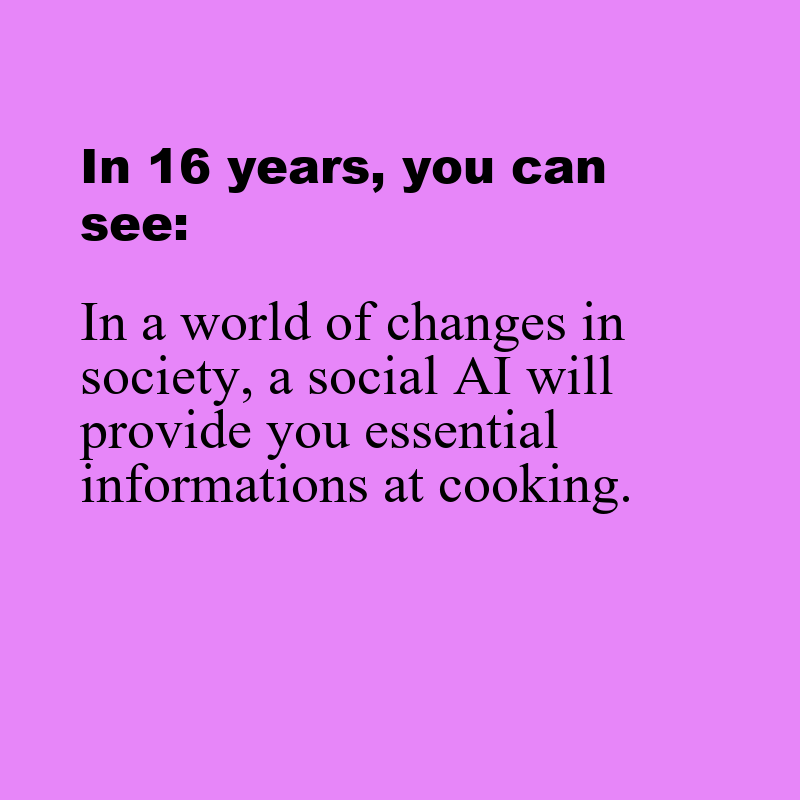 In 16 years, you can
see:
In a world of changes in
society, a social AI will
provide you essential
informations at cooking.